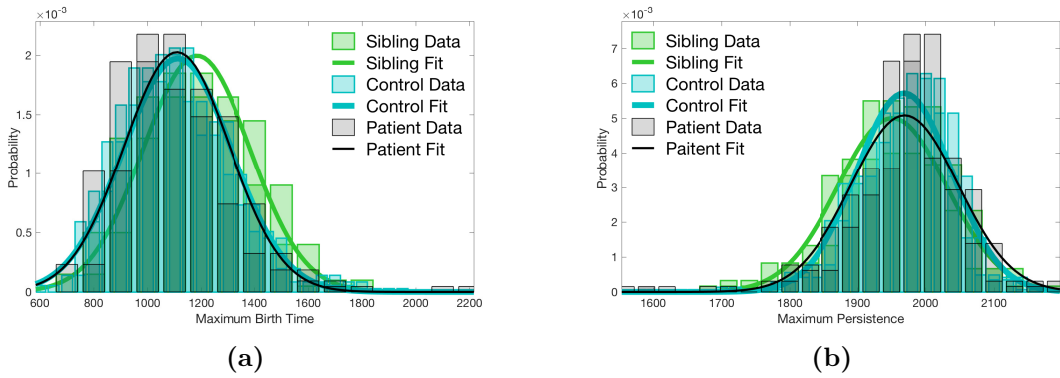 ×10⁻³
2
1.5
1
0.5
0
Probability
600 800 1000 1200 1400 1600 1800 2000 2200
Maximum Birth Time
Sibling Data
Sibling Fit
Control Data
Control Fit
Patient Data
Patient Fit
(a)
×10⁻³
7
6
5
4
3
2
1
0
Probability
1600 1700 1800 1900 2000 2100
Maximum Persistence
Sibling Data
Sibling Fit
Control Data
Control Fit
Patient Data
Paitent Fit
(b)